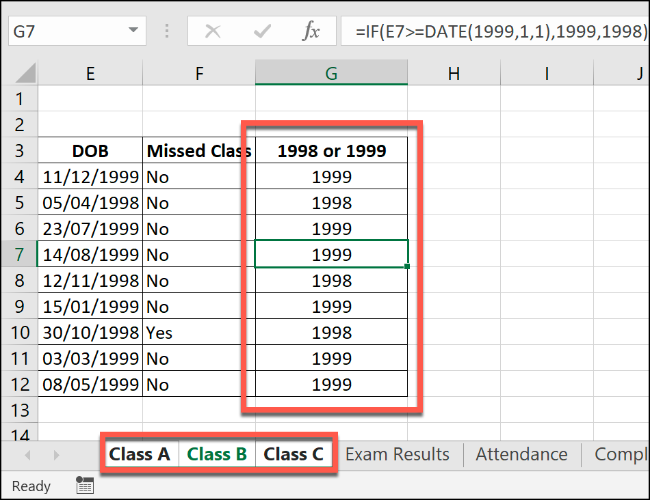 G7 fx =IF(E7>=DATE(1999,1,1),1999,1998)
E F G H I J
1
2
3 DOB Missed Class 1998 or 1999
4 11/12/1999 No 1999
5 05/04/1998 No 1998
6 23/07/1999 No 1999
7 14/08/1999 No 1999
8 12/11/1998 No 1998
9 15/01/1999 No 1999
10 30/10/1998 Yes 1998
11 03/03/1999 No 1999
12 08/05/1999 No 1999
13
14 Class A Class B Class C Exam Results Attendance Compl
Ready